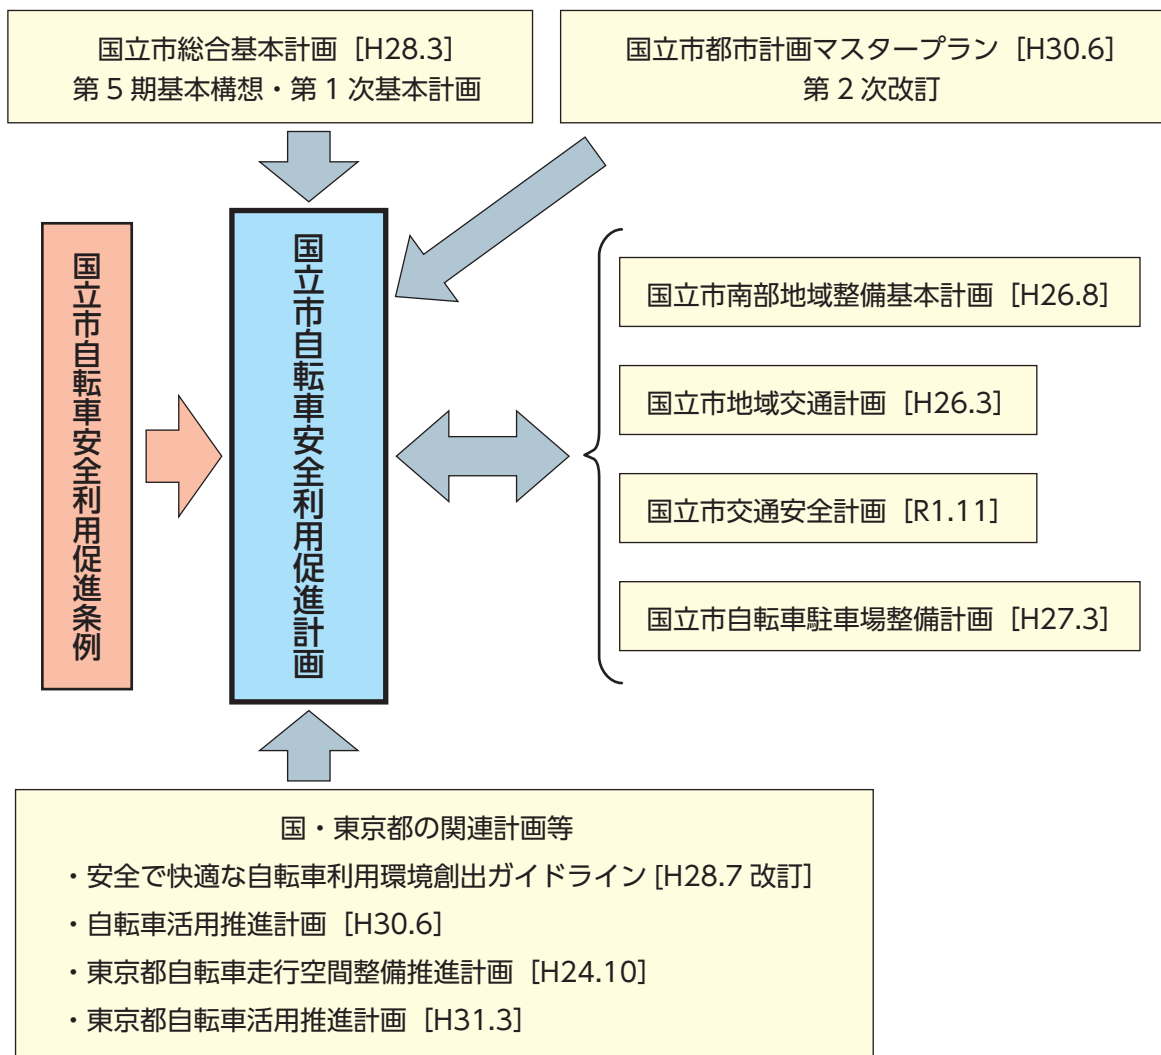 国立市総合基本計画［H28.3］
第 5 期基本構想・第 1 次基本計画
国立市都市計画マスタープラン［H30.6］
第 2 次改訂
国立市自転車安全利用促進条例
国立市自転車安全利用促進計画
国立市南部地域整備基本計画［H26.8］
国立市地域交通計画［H26.3］
国立市交通安全計画［R1.11］
国立市自転車駐車場整備計画［H27.3］
国・東京都の関連計画等
・安全で快適な自転車利用環境創出ガイドライン [H28.7 改訂]
・自転車活用推進計画［H30.6］
・東京都自転車走行空間整備推進計画［H24.10］
・東京都自転車活用推進計画［H31.3］